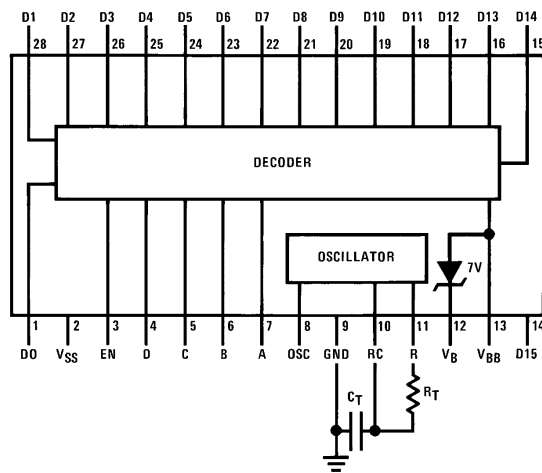 D1 D2 D3 D4 D5 D6 D7 D8 D9 D10 D11 D12 D13 D14
28 27 26 25 24 23 22 21 20 19 18 17 16 15
DECODER
OSCILLATOR
7V
1 2 3 4 5 6 7 8 9 10 11 12 13 14
DO VSS EN D C B A OSC GND RC R VB VBB D15
CT RT